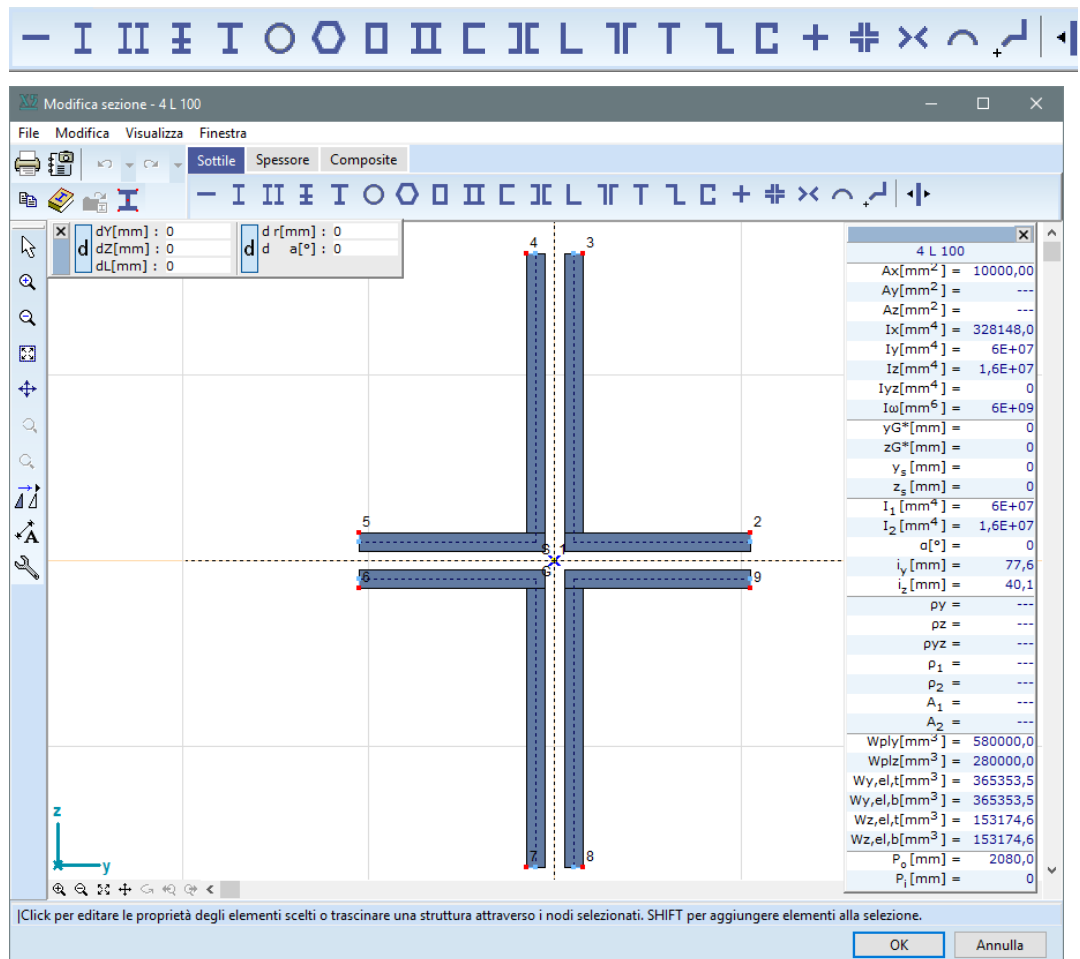 Modifica sezione - 4 L 100
File Modifica Visualizza Finestra
Sottile Spessore Composite
d dY[mm] : 0
dZ[mm] : 0
dL[mm] : 0
d d r[mm] : 0
d a[°] : 0
4 3
5 2
S 1
G
6 9
7 8
z
y
A
4 L 100
Ax[mm²] = 10000,00
Ay[mm²] = ---
Az[mm²] = ---
Ix[mm⁴] = 328148,0
Iy[mm⁴] = 6E+07
Iz[mm⁴] = 1,6E+07
Iyz[mm⁴] = 0
Iω[mm⁶] = 6E+09
yG*[mm] = 0
zG*[mm] = 0
yₛ[mm] = 0
zₛ[mm] = 0
I₁[mm⁴] = 6E+07
I₂[mm⁴] = 1,6E+07
α[°] = 0
i_y[mm] = 77,6
i_z[mm] = 40,1
ρy = ---
ρz = ---
ρyz = ---
ρ₁ = ---
ρ₂ = ---
A₁ = ---
A₂ = ---
Wply[mm³] = 580000,0
Wplz[mm³] = 280000,0
Wy,el,t[mm³] = 365353,5
Wy,el,b[mm³] = 365353,5
Wz,el,t[mm³] = 153174,6
Wz,el,b[mm³] = 153174,6
Pₒ[mm] = 2080,0
Pᵢ[mm] = 0
|Click per editare le proprietà degli elementi scelti o trascinare una struttura attraverso i nodi selezionati. SHIFT per aggiungere elementi alla selezione.
OK Annulla